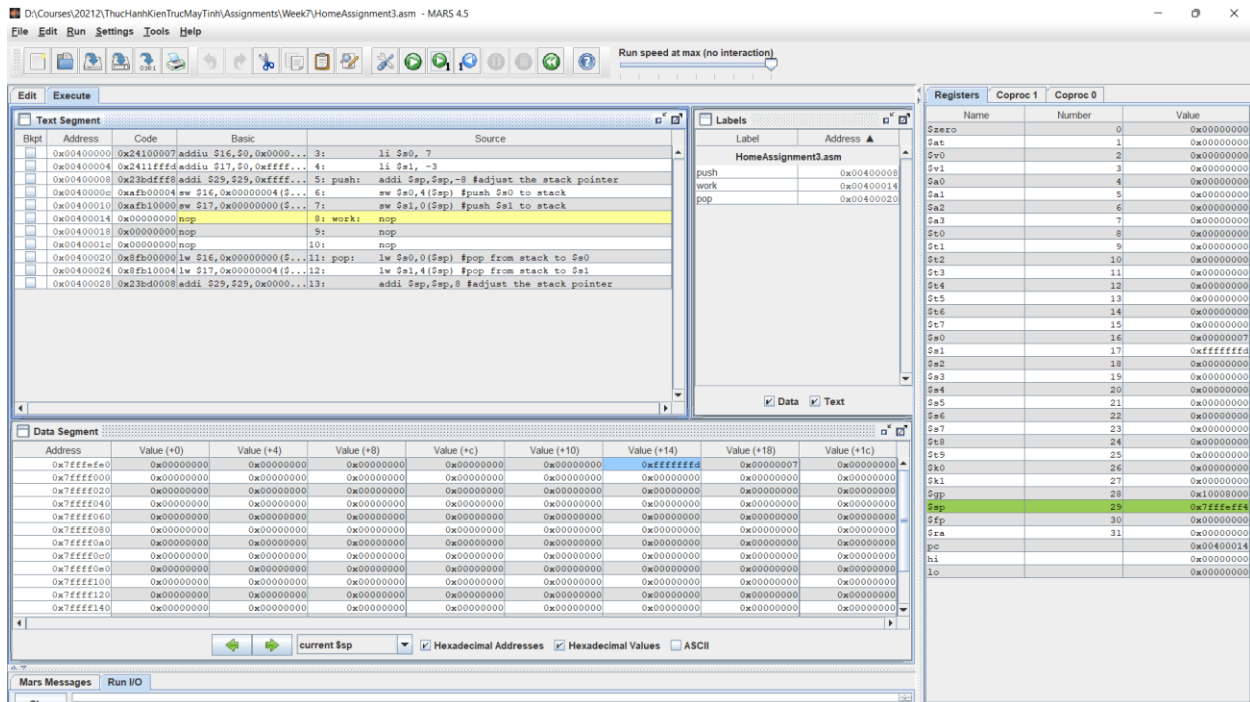 D:\Courses\20212\ThucHanhKienTrucMayTinh\Assignments\Week7\HomeAssignment3.asm - MARS 4.5
File Edit Run Settings Tools Help
Run speed at max (no interaction)
Edit Execute
Text Segment
Bkpt Address Code Basic Source
0x00400000 0x24100007 addiu $16,$0,0x0000... 3: li $s0, 7
0x00400004 0x2411fffd addiu $17,$0,0xffff... 4: li $s1, -3
0x00400008 0x23bdfff8 addi $29,$29,0xffff... 5: push: addi $sp,$sp,-8 #adjust the stack pointer
0x0040000c 0xafb00004 sw $16,0x00000004($... 6: sw $s0,4($sp) #push $s0 to stack
0x00400010 0xafb10000 sw $17,0x00000000($... 7: sw $s1,0($sp) #push $s1 to stack
0x00400014 0x00000000 nop 8: work: nop
0x00400018 0x00000000 nop 9: nop
0x0040001c 0x00000000 nop 10: nop
0x00400020 0x8fb00000 lw $16,0x00000000($... 11: pop: lw $s0,0($sp) #pop from stack to $s0
0x00400024 0x8fb10004 lw $17,0x00000004($... 12: lw $s1,4($sp) #pop from stack to $s1
0x00400028 0x23bd0008 addi $29,$29,0x0000... 13: addi $sp,$sp,8 #adjust the stack pointer
Labels
Label Address ▲
HomeAssignment3.asm
push 0x00400008
work 0x00400014
pop 0x00400020
Data Text
Data Segment
Address Value (+0) Value (+4) Value (+8) Value (+c) Value (+10) Value (+14) Value (+18) Value (+1c)
0x7fffefe0 0x00000000 0x00000000 0x00000000 0x00000000 0x00000000 0xfffffffd 0x00000007 0x00000000
0x7ffff000 0x00000000 0x00000000 0x00000000 0x00000000 0x00000000 0x00000000 0x00000000 0x00000000
0x7ffff020 0x00000000 0x00000000 0x00000000 0x00000000 0x00000000 0x00000000 0x00000000 0x00000000
0x7ffff040 0x00000000 0x00000000 0x00000000 0x00000000 0x00000000 0x00000000 0x00000000 0x00000000
0x7ffff060 0x00000000 0x00000000 0x00000000 0x00000000 0x00000000 0x00000000 0x00000000 0x00000000
0x7ffff080 0x00000000 0x00000000 0x00000000 0x00000000 0x00000000 0x00000000 0x00000000 0x00000000
0x7ffff0a0 0x00000000 0x00000000 0x00000000 0x00000000 0x00000000 0x00000000 0x00000000 0x00000000
0x7ffff0c0 0x00000000 0x00000000 0x00000000 0x00000000 0x00000000 0x00000000 0x00000000 0x00000000
0x7ffff0e0 0x00000000 0x00000000 0x00000000 0x00000000 0x00000000 0x00000000 0x00000000 0x00000000
0x7ffff100 0x00000000 0x00000000 0x00000000 0x00000000 0x00000000 0x00000000 0x00000000 0x00000000
0x7ffff120 0x00000000 0x00000000 0x00000000 0x00000000 0x00000000 0x00000000 0x00000000 0x00000000
0x7ffff140 0x00000000 0x00000000 0x00000000 0x00000000 0x00000000 0x00000000 0x00000000 0x00000000
current $sp Hexadecimal Addresses Hexadecimal Values ASCII
Mars Messages Run I/O
Registers Coproc 1 Coproc 0
Name Number Value
$zero 0 0x00000000
$at 1 0x00000000
$v0 2 0x00000000
$v1 3 0x00000000
$a0 4 0x00000000
$a1 5 0x00000000
$a2 6 0x00000000
$a3 7 0x00000000
$t0 8 0x00000000
$t1 9 0x00000000
$t2 10 0x00000000
$t3 11 0x00000000
$t4 12 0x00000000
$t5 13 0x00000000
$t6 14 0x00000000
$t7 15 0x00000000
$s0 16 0x00000007
$s1 17 0xfffffffd
$s2 18 0x00000000
$s3 19 0x00000000
$s4 20 0x00000000
$s5 21 0x00000000
$s6 22 0x00000000
$s7 23 0x00000000
$t8 24 0x00000000
$t9 25 0x00000000
$k0 26 0x00000000
$k1 27 0x00000000
$gp 28 0x10008000
$sp 29 0x7fffeff4
$fp 30 0x00000000
$ra 31 0x00000000
pc 0x00400014
hi 0x00000000
lo 0x00000000